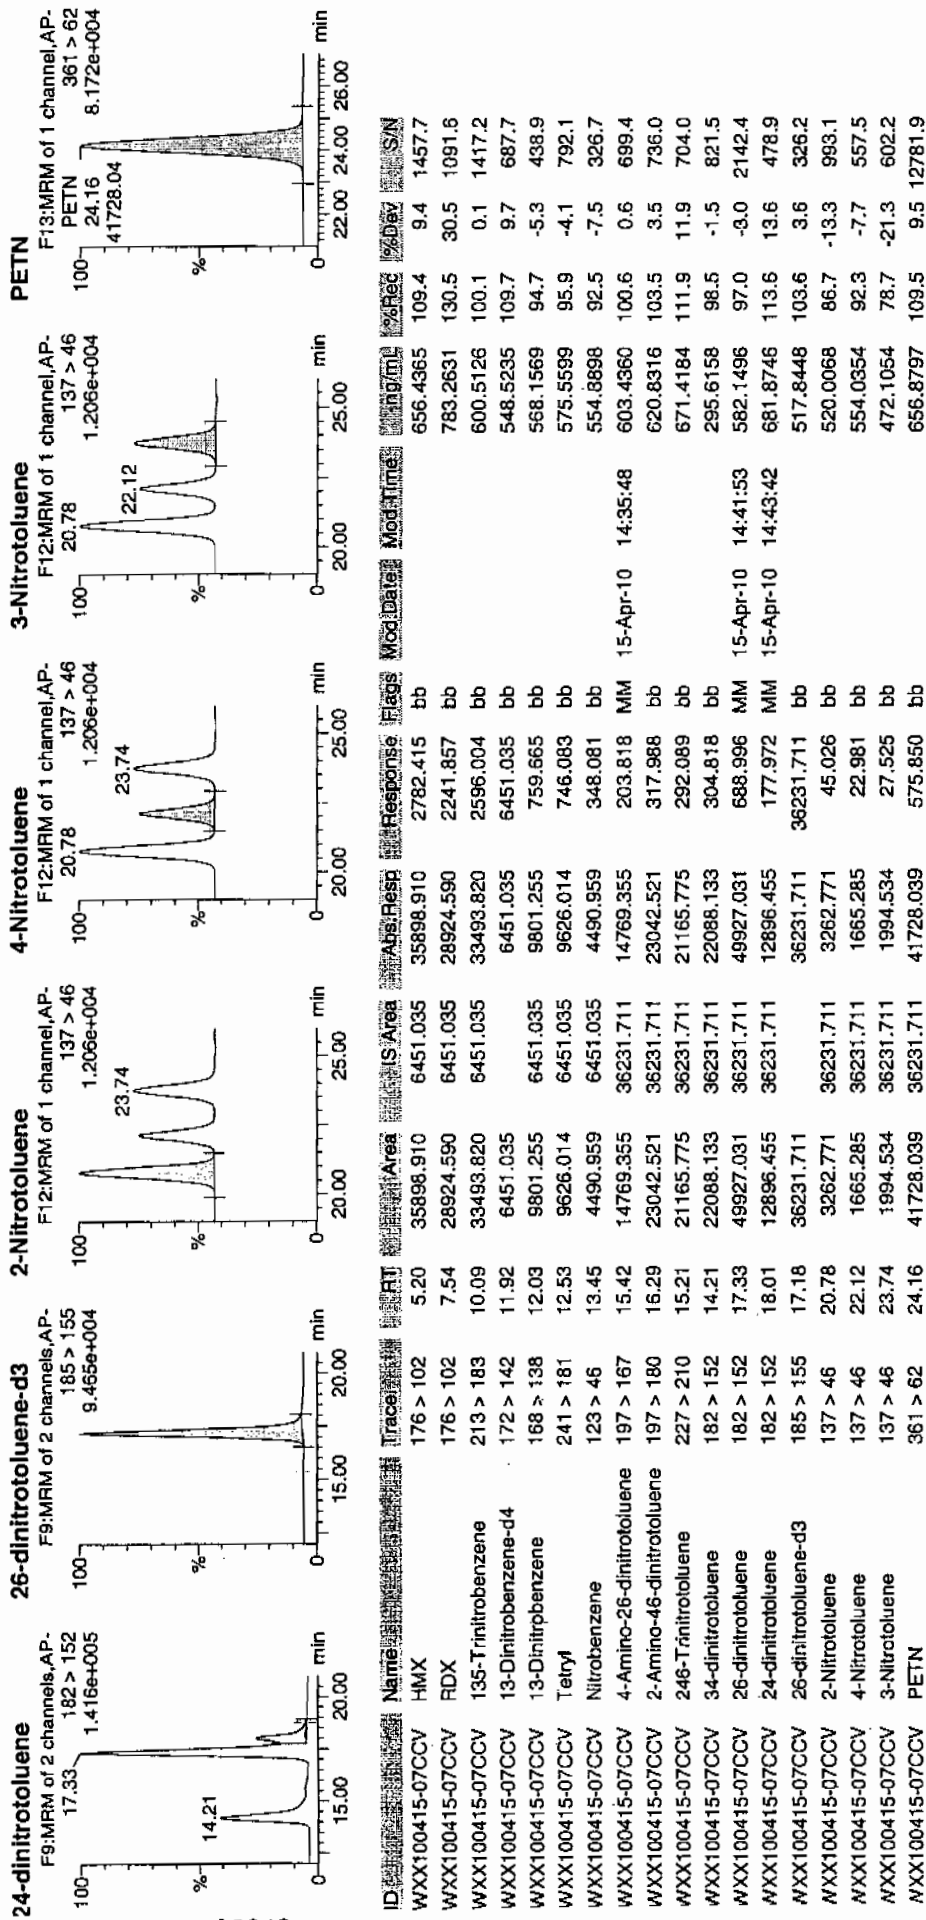 24-dinitrotoluene
F9:MRM of 2 channels,AP-
182 > 152
1.416e+005
17.33
14.21
100
%
0
15.00 20.00 min
26-dinitrotoluene-d3
F9:MRM of 2 channels,AP-
185 > 155
9.465e+004
100
%
0
15.00 20.00 min
2-Nitrotoluene
F12:MRM of 1 channel,AP-
137 > 46
1.206e+004
23.74
100
%
0
20.00 25.00 min
4-Nitrotoluene
F12:MRM of 1 channel,AP-
20.78 137 > 46
1.206e+004
23.74
100
%
0
20.00 25.00 min
3-Nitrotoluene
F12:MRM of 1 channel,AP-
20.78 137 > 46
1.206e+004
22.12
100
%
0
20.00 25.00 min
PETN
F13:MRM of 1 channel,AP-
PETN 361 > 62
24.16 8.172e+004
41728.04
100
%
0
22.00 24.00 26.00 min
ID Name Trace RT Area IS Area Abs.Resp Response Flags Mod.Date Mod.Time ng/mL %Rec %Dev S/N
WXX100415-07CCV HMX 176 > 102 5.20 35898.910 6451.035 35898.910 2782.415 bb 656.4365 109.4 9.4 1457.7
WXX100415-07CCV RDX 176 > 102 7.54 28924.590 6451.035 28924.590 2241.857 bb 783.2631 130.5 30.5 1091.6
WXX100415-07CCV 135-Trinitrobenzene 213 > 183 10.09 33493.820 6451.035 33493.820 2596.004 bb 600.5126 100.1 0.1 1417.2
WXX100415-07CCV 13-Dinitrobenzene-d4 172 > 142 11.92 6451.035 6451.035 6451.035 bb 548.5235 109.7 9.7 687.7
WXX100415-07CCV 13-Dinitrobenzene 168 > 138 12.03 9801.255 6451.035 9801.255 759.665 bb 568.1569 94.7 -5.3 438.9
WXX100415-07CCV Tetryl 241 > 181 12.53 9626.014 6451.035 9626.014 746.083 bb 575.5599 95.9 -4.1 792.1
WXX100415-07CCV Nitrobenzene 123 > 46 13.45 4490.959 6451.035 4490.959 348.081 bb 554.8898 92.5 -7.5 326.7
WXX100415-07CCV 4-Amino-26-dinitrotoluene 197 > 167 15.42 14769.355 36231.711 14769.355 203.818 MM 15-Apr-10 14:35:48 603.4360 100.6 0.6 699.4
WXX100415-07CCV 2-Amino-46-dinitrotoluene 197 > 180 16.29 23042.521 36231.711 23042.521 317.988 bb 620.8316 103.5 3.5 736.0
WXX100415-07CCV 246-Trinitrotoluene 227 > 210 15.21 21165.775 36231.711 21165.775 292.089 bb 671.4184 111.9 11.9 704.0
WXX100415-07CCV 34-dinitrotoluene 182 > 152 14.21 22088.133 36231.711 22088.133 304.818 bb 295.6158 98.5 -1.5 821.5
WXX100415-07CCV 26-dinitrotoluene 182 > 152 17.33 49927.031 36231.711 49927.031 688.996 MM 15-Apr-10 14:41:53 582.1496 97.0 -3.0 2142.4
WXX100415-07CCV 24-dinitrotoluene 182 > 152 18.01 12896.455 36231.711 12896.455 177.972 MM 15-Apr-10 14:43:42 681.8746 113.6 13.6 478.9
WXX100415-07CCV 26-dinitrotoluene-d3 185 > 155 17.18 36231.711 36231.711 36231.711 bb 517.8448 103.6 3.6 326.2
WXX100415-07CCV 2-Nitrotoluene 137 > 46 20.78 3262.771 36231.711 3262.771 45.026 bb 520.0068 86.7 -13.3 993.1
WXX100415-07CCV 4-Nitrotoluene 137 > 46 22.12 1665.285 36231.711 1665.285 22.981 bb 554.0354 92.3 -7.7 557.5
WXX100415-07CCV 3-Nitrotoluene 137 > 46 23.74 1994.534 36231.711 1994.534 27.525 bb 472.1054 78.7 -21.3 602.2
WXX100415-07CCV PETN 361 > 62 24.16 41728.039 36231.711 41728.039 575.850 bb 656.8797 109.5 9.5 12781.9